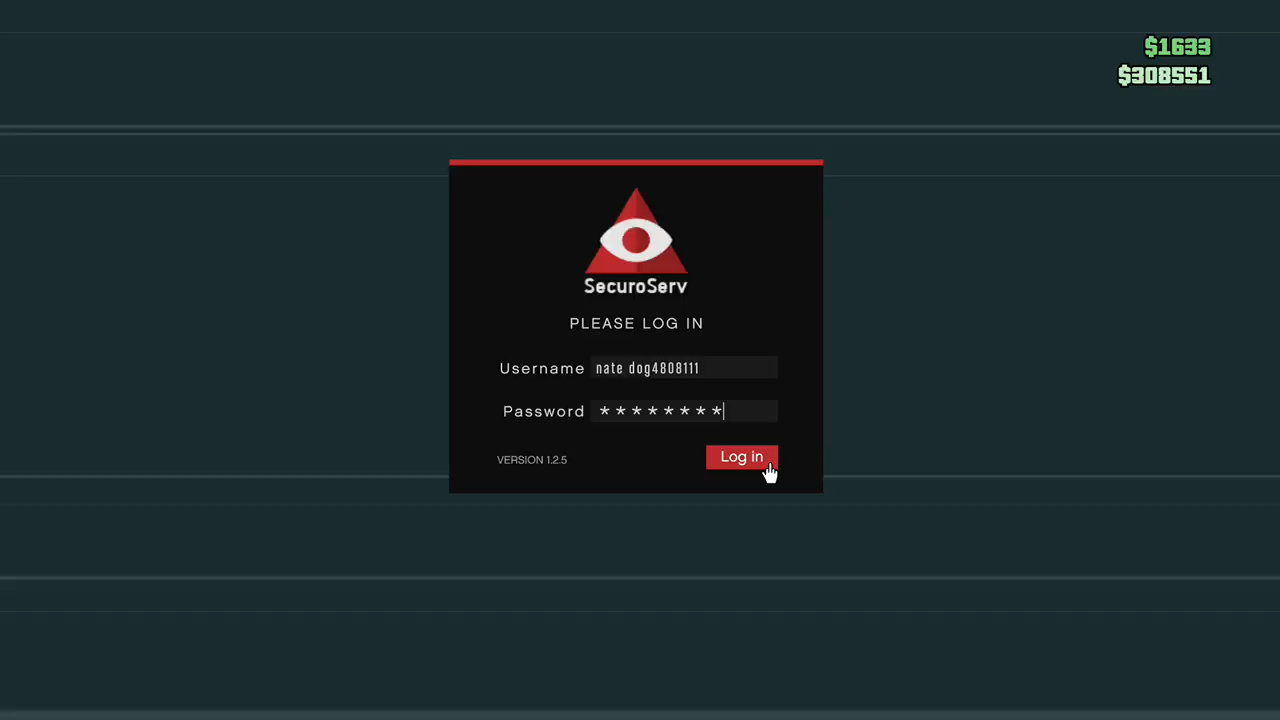 $1633
$308551
SecuroServ
PLEASE LOG IN
Username nate dog4808111
Password ********
VERSION 1.2.5
Log in